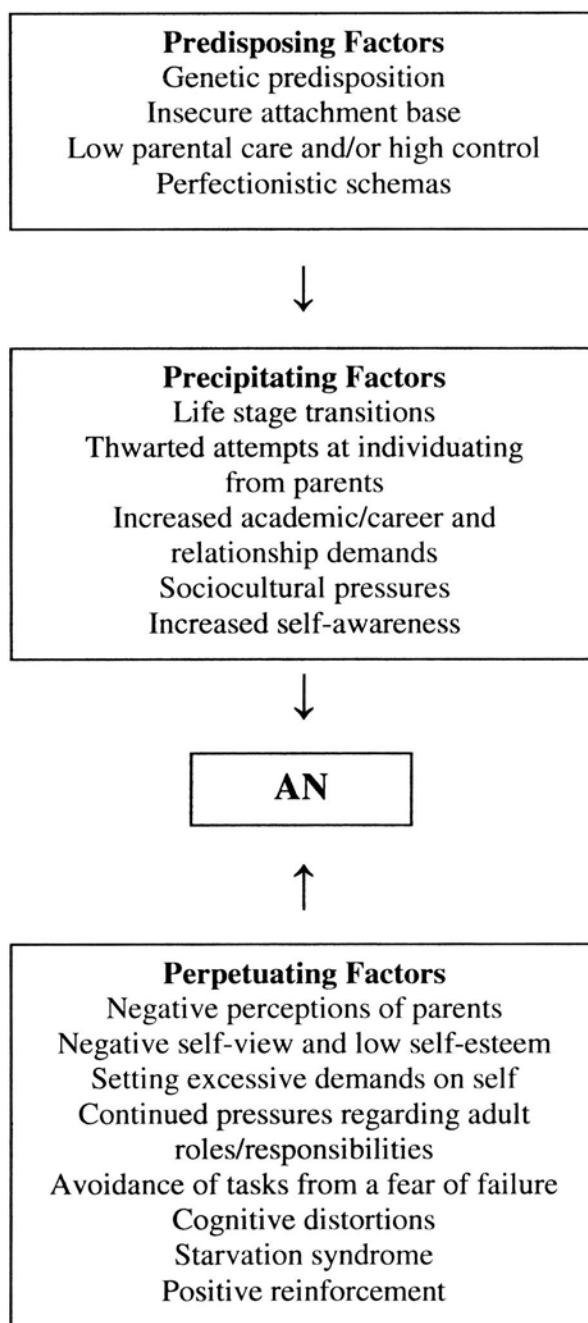 Predisposing Factors
Genetic predisposition
Insecure attachment base
Low parental care and/or high control
Perfectionistic schemas
↓
Precipitating Factors
Life stage transitions
Thwarted attempts at individuating
from parents
Increased academic/career and
relationship demands
Sociocultural pressures
Increased self-awareness
↓
AN
↑
Perpetuating Factors
Negative perceptions of parents
Negative self-view and low self-esteem
Setting excessive demands on self
Continued pressures regarding adult
roles/responsibilities
Avoidance of tasks from a fear of failure
Cognitive distortions
Starvation syndrome
Positive reinforcement